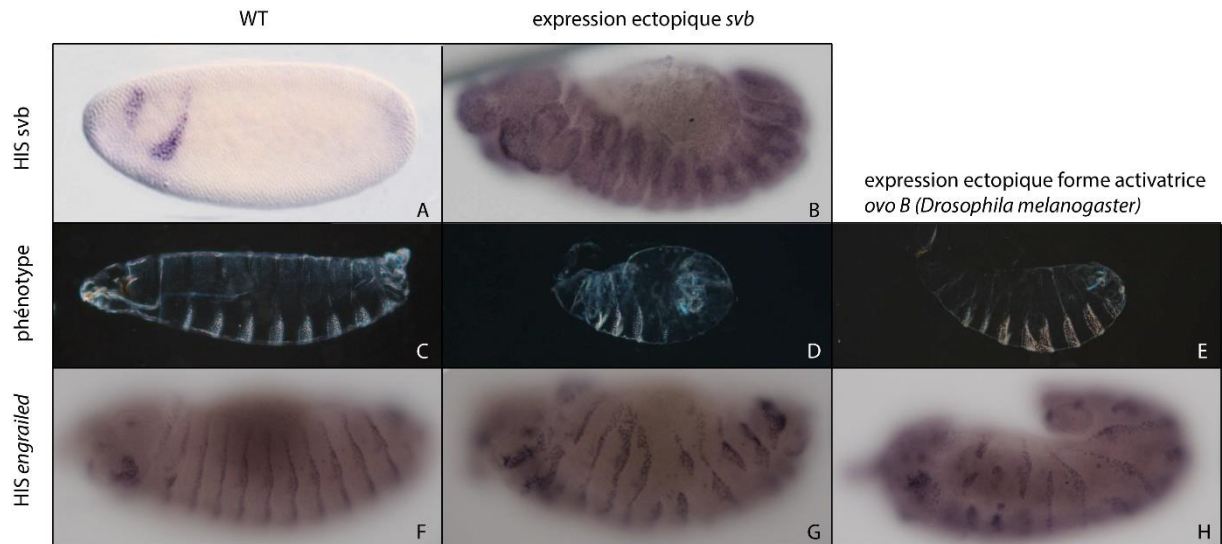 WT
expression ectopique svb
HIS svb
A
B
expression ectopique forme activatrice
ovo B (Drosophila melanogaster)
phénotype
C
D
E
HIS engrailed
F
G
H